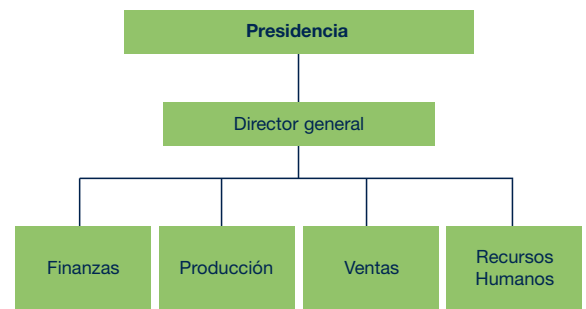 Presidencia
Director general
Finanzas
Producción
Ventas
Recursos
Humanos